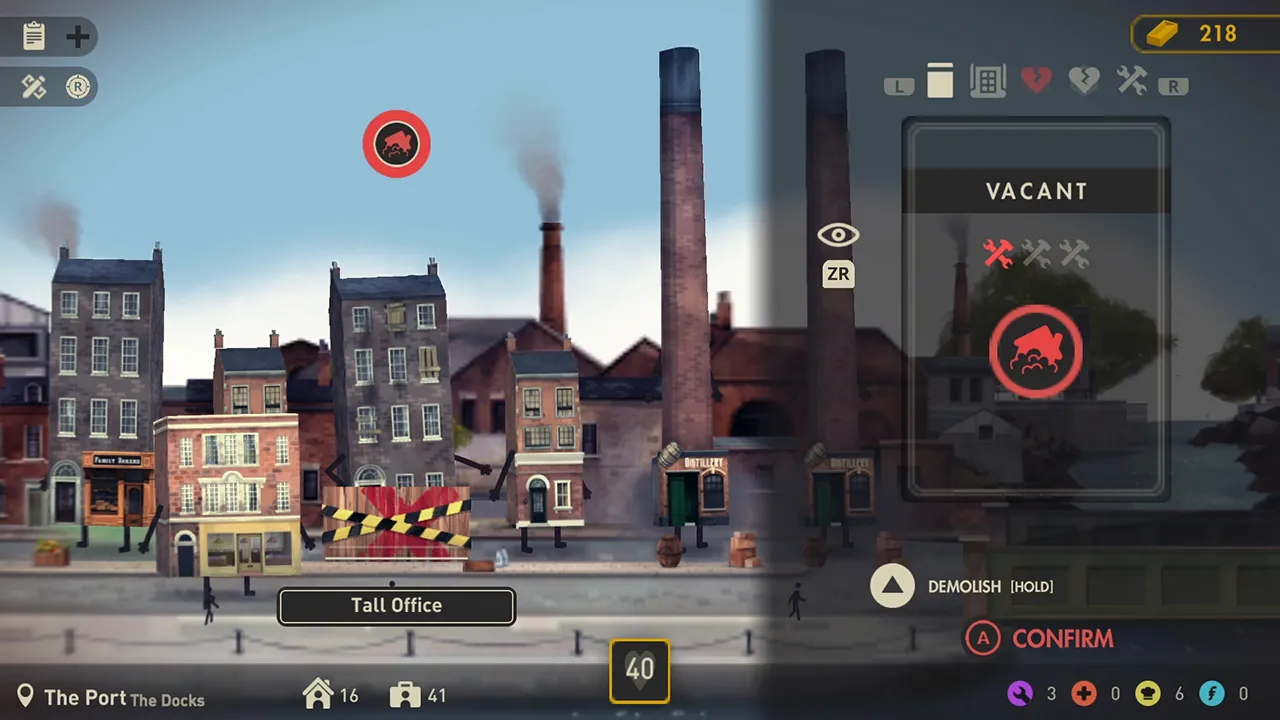 218
R
L
R
VACANT
ZR
FAMILY BAKERS
DISTILLERY
DISTILLERY
Tall Office
DEMOLISH [HOLD]
A CONFIRM
40
The Port The Docks
16
41
3
0
6
0